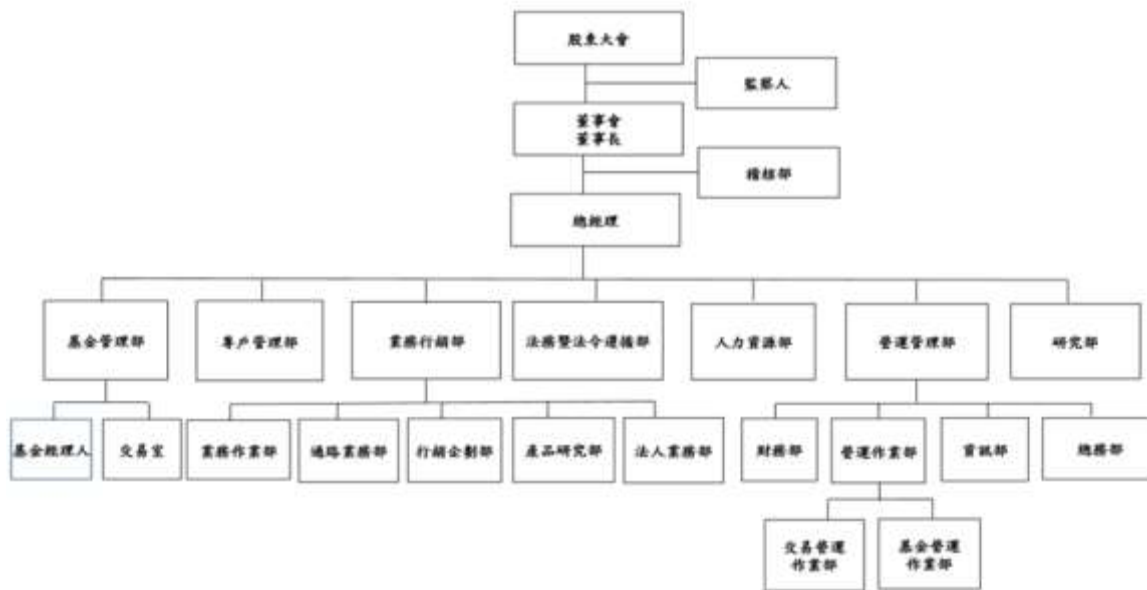 股東大會
監察人
董事會
董事長
稽核部
總經理
基金管理部
專戶管理部
業務行銷部
法務暨法令遵循部
人力資源部
營運管理部
研究部
基金經理人
交易室
業務作業部
通路業務部
行銷企劃部
產品研究部
法人業務部
財務部
營運作業部
資訊部
總務部
交易營運
作業部
基金營運
作業部